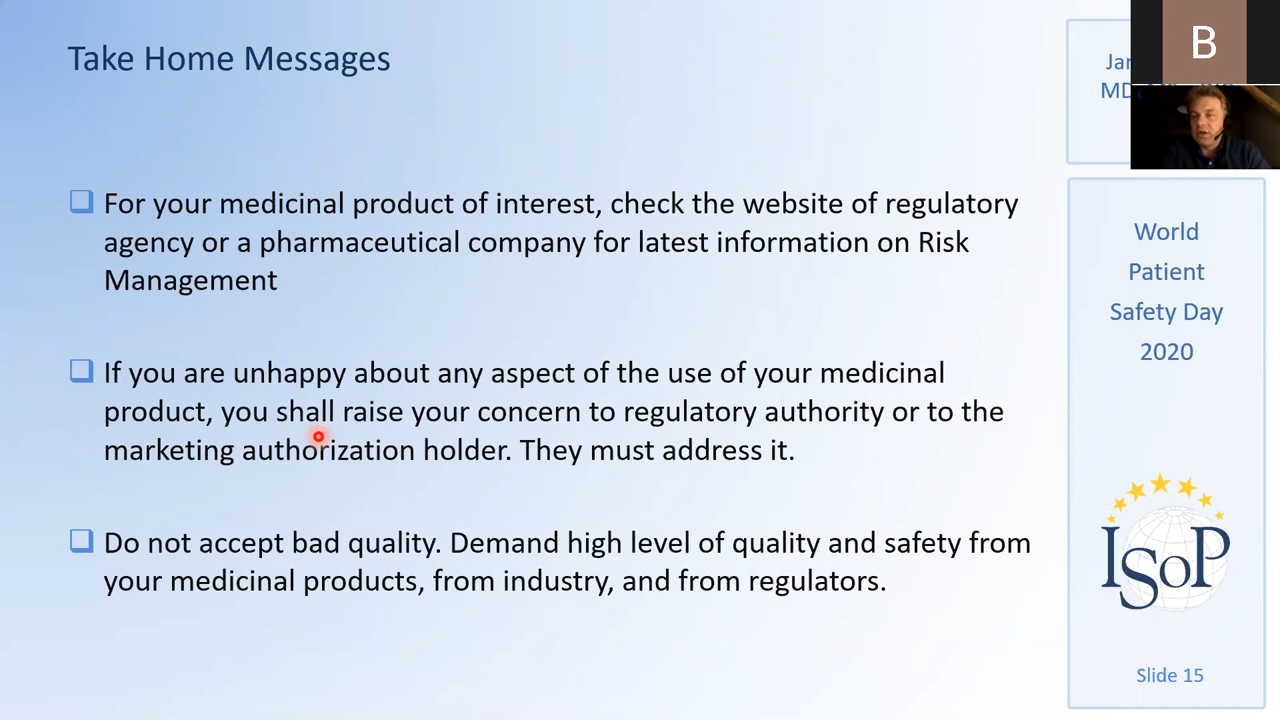 Take Home Messages
B
For your medicinal product of interest, check the website of regulatory
agency or a pharmaceutical company for latest information on Risk
Management
If you are unhappy about any aspect of the use of your medicinal
product, you shall raise your concern to regulatory authority or to the
marketing authorization holder. They must address it.
Do not accept bad quality. Demand high level of quality and safety from
your medicinal products, from industry, and from regulators.
World
Patient
Safety Day
2020
ISoP
Slide 15